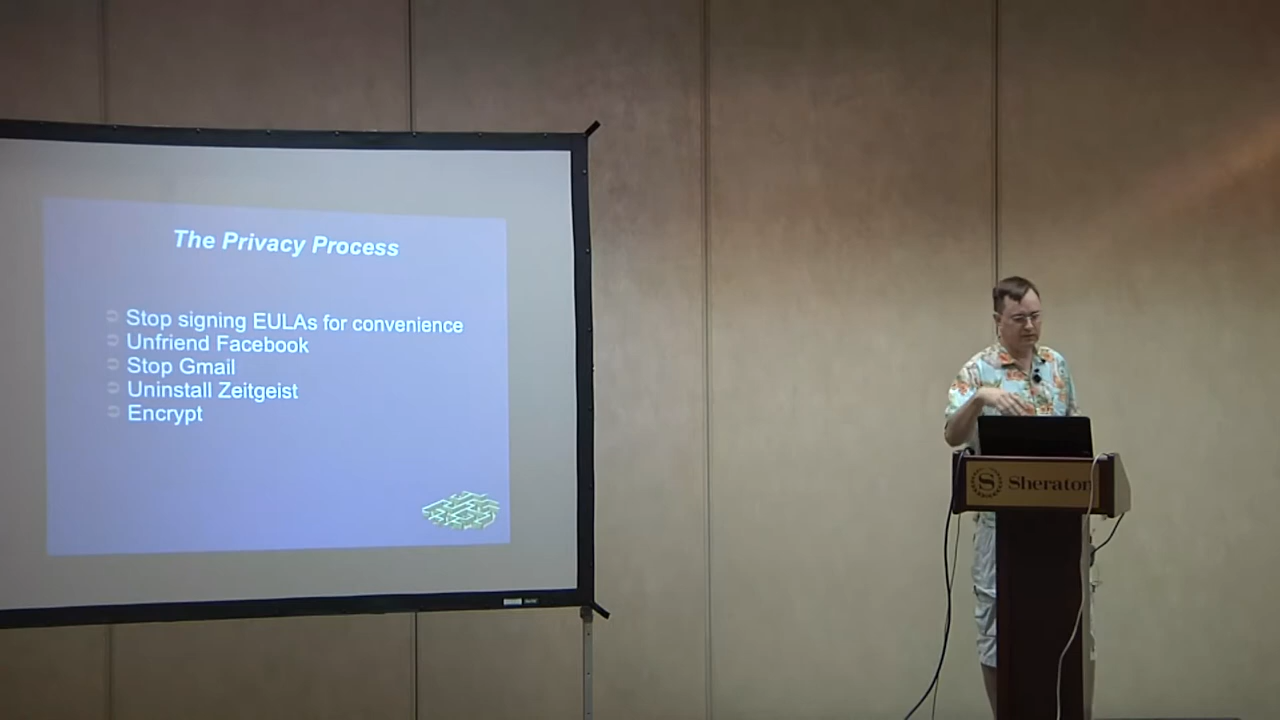 The Privacy Process
Stop signing EULAs for convenience
Unfriend Facebook
Stop Gmail
Uninstall Zeitgeist
Encrypt
S Sheraton